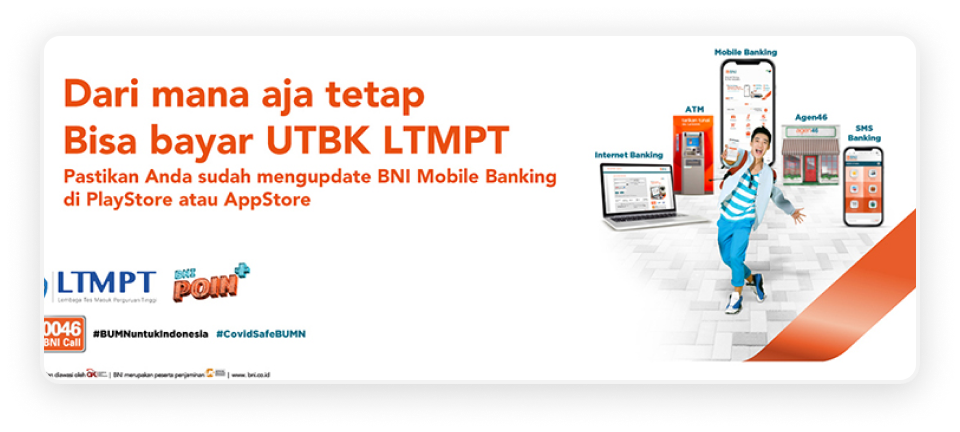 Dari mana aja tetap
Bisa bayar UTBK LTMPT
Pastikan Anda sudah mengupdate BNI Mobile Banking
di PlayStore atau AppStore
Mobile Banking
ATM
Agen46
SMS
Banking
Internet Banking
agen46
LTMPT
Lembaga Tes Masuk Perguruan Tinggi
BNI
POIN+
0046
BNI Call
#BUMNuntukIndonesia #CovidSafeBUMN
diawasi oleh OJK | BNI merupakan peserta penjaminan | www. bni.co.id